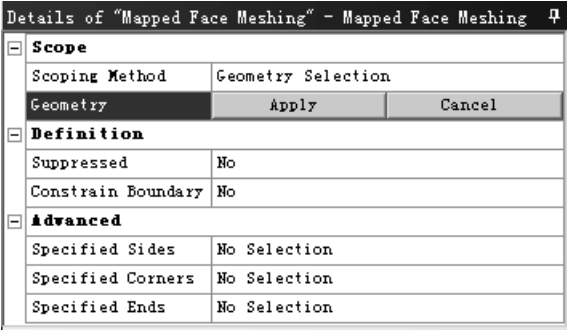 Details of "Mapped Face Meshing" - Mapped Face Meshing
Scope
Scoping Method Geometry Selection
Geometry Apply Cancel
Definition
Suppressed No
Constrain Boundary No
Advanced
Specified Sides No Selection
Specified Corners No Selection
Specified Ends No Selection